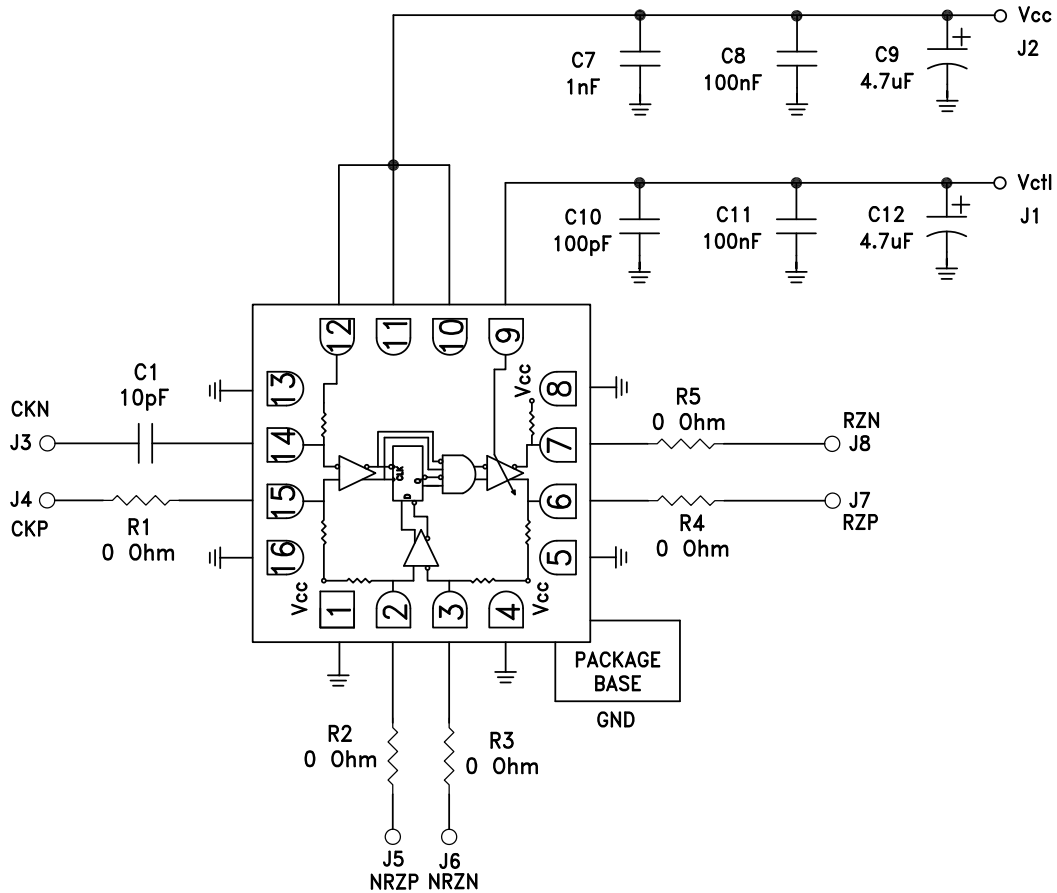 Vcc
J2
C7
1nF
C8
100nF
C9
4.7uF
+
Vctl
J1
C10
100pF
C11
100nF
C12
4.7uF
+
12
11
10
9
C1
10pF
CKN
J3
13
Vcc
8
R5
0 Ohm
RZN
J8
14
7
CLK
Q
D
J4
CKP
R1
0 Ohm
15
6
R4
0 Ohm
J7
RZP
16
5
Vcc
1
2
3
4
Vcc
PACKAGE
BASE
GND
R2
0 Ohm
R3
0 Ohm
J5
NRZP
J6
NRZN